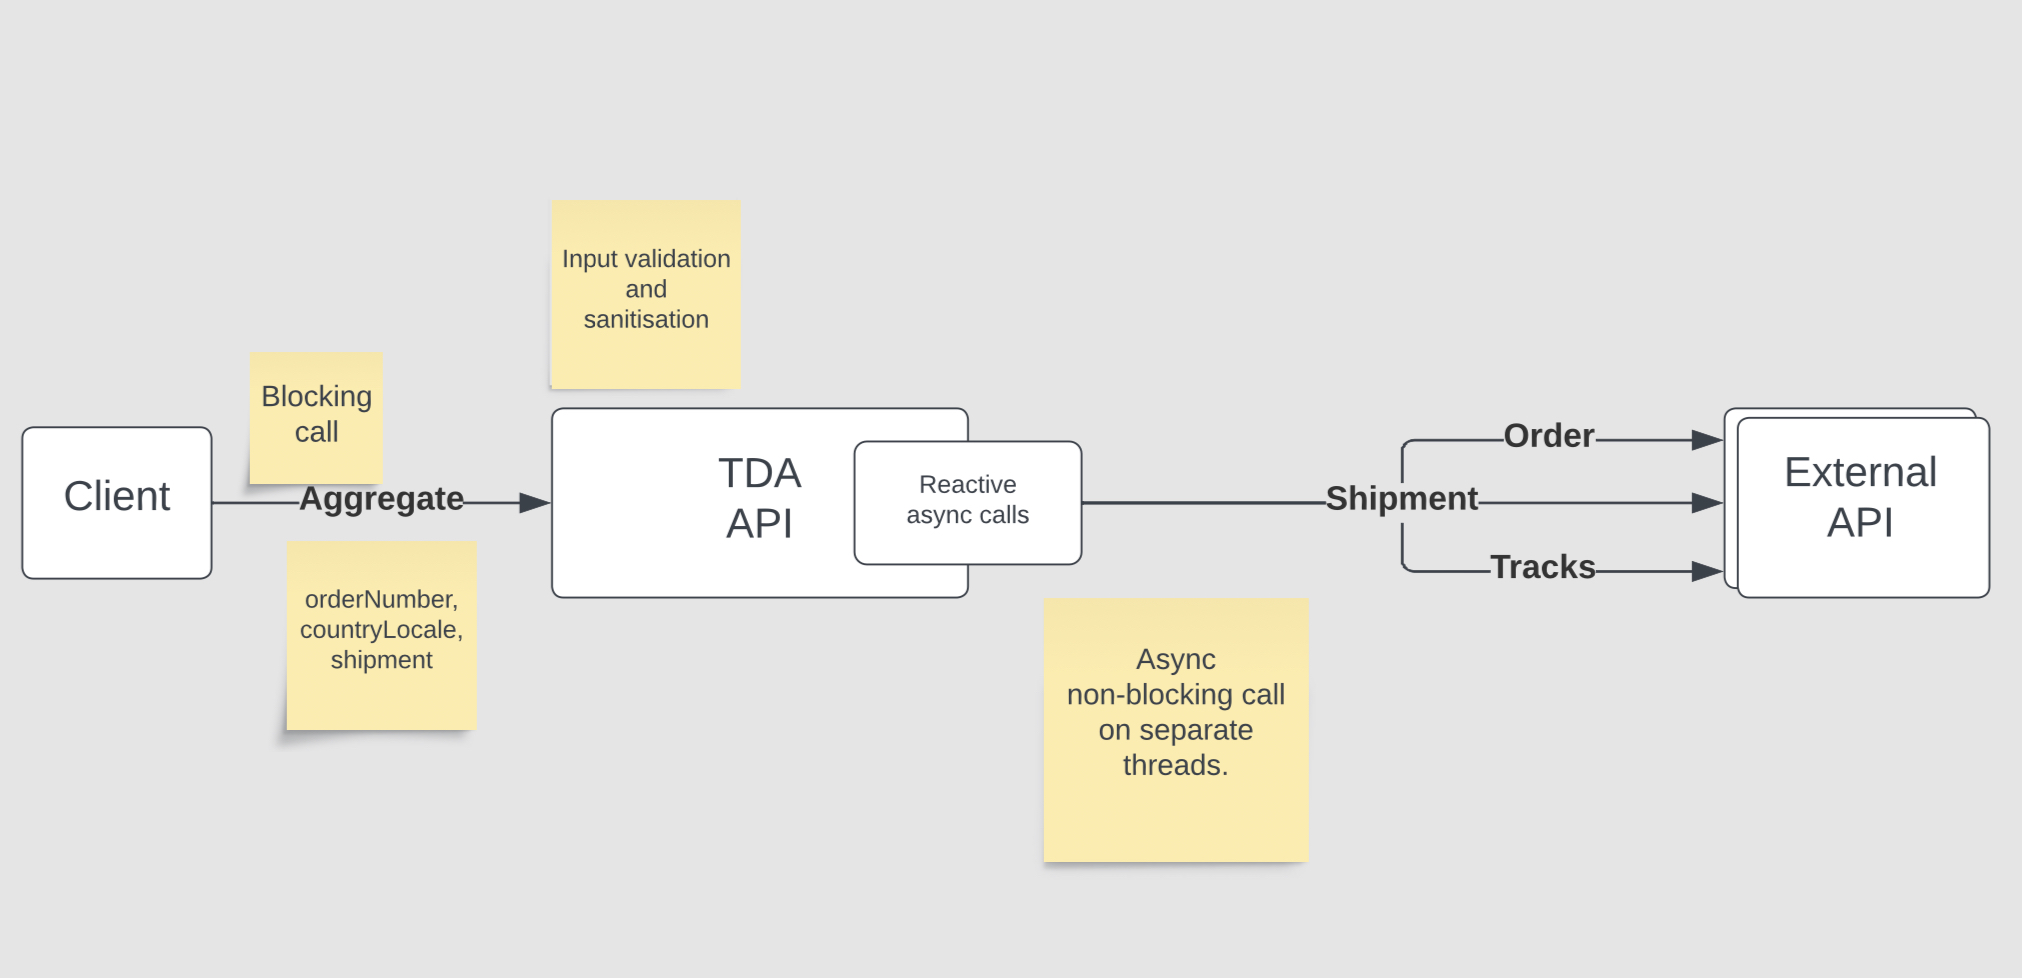 Input validation
and
sanitisation
Blocking
call
Client
Aggregate
orderNumber,
countryLocale,
shipment
TDA
API
Reactive
async calls
Async
non-blocking call
on separate
threads.
Order
Shipment
Tracks
External
API